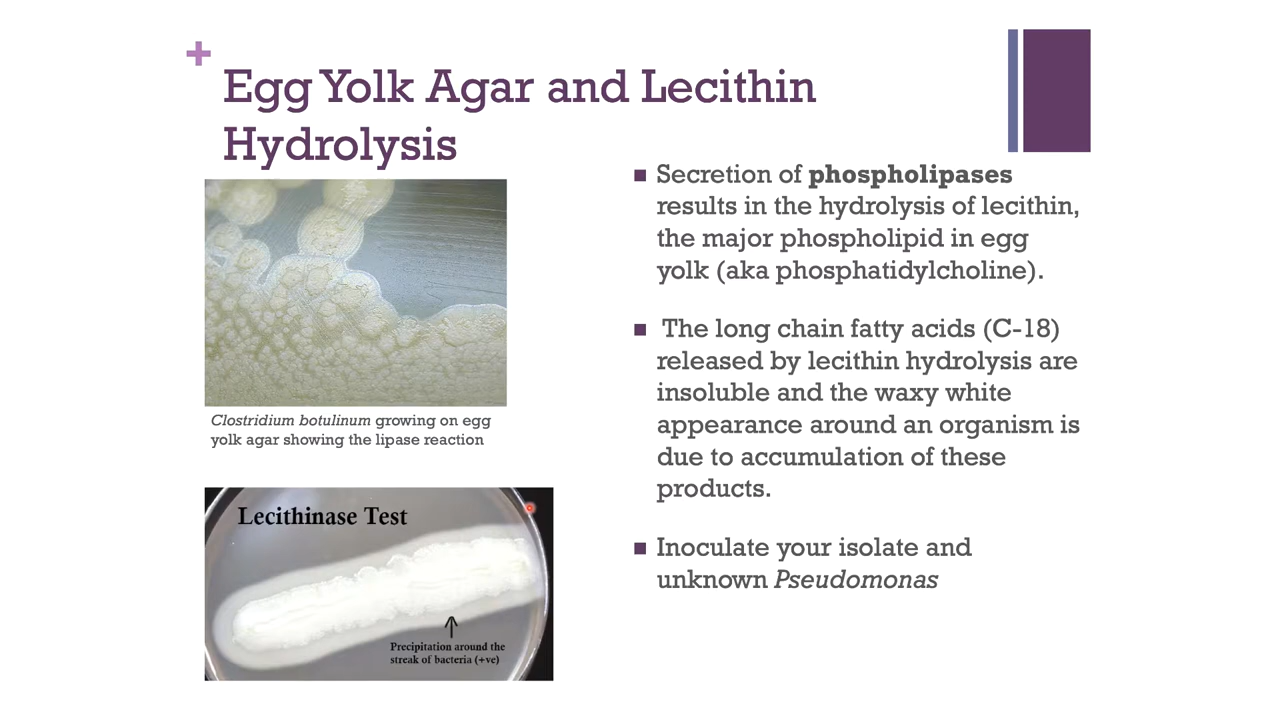 +
Egg Yolk Agar and Lecithin
Hydrolysis
Clostridium botulinum growing on egg
yolk agar showing the lipase reaction
Lecithinase Test
Precipitation around the
streak of bacteria (+ve)
■ Secretion of phospholipases
results in the hydrolysis of lecithin,
the major phospholipid in egg
yolk (aka phosphatidylcholine).
■ The long chain fatty acids (C-18)
released by lecithin hydrolysis are
insoluble and the waxy white
appearance around an organism is
due to accumulation of these
products.
■ Inoculate your isolate and
unknown Pseudomonas